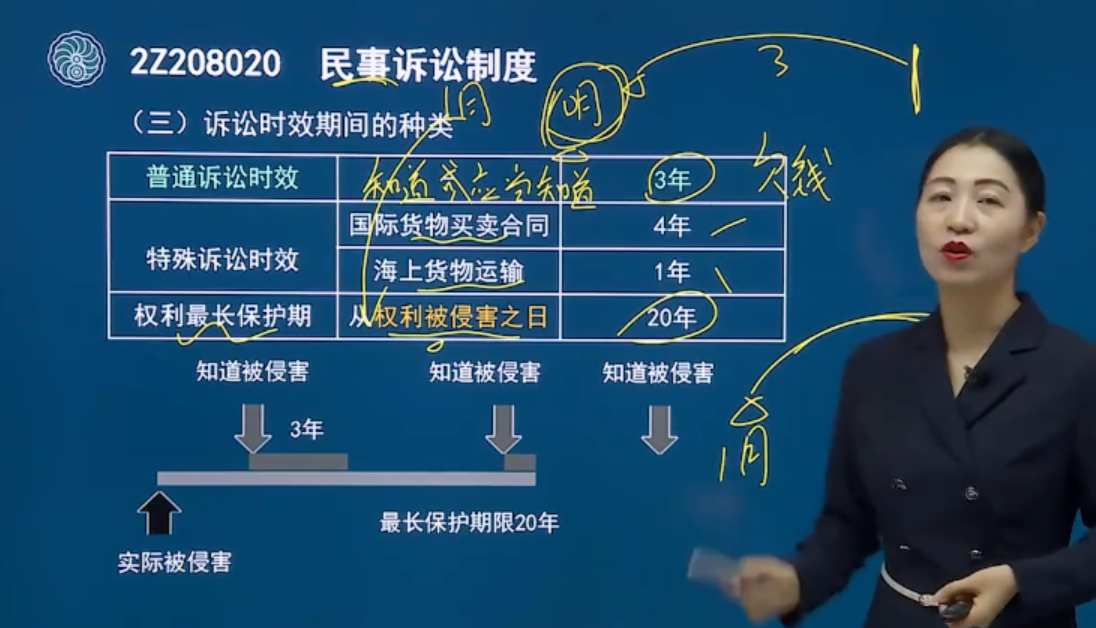 2Z208020 民事诉讼制度
3
1月
(三)诉讼时效期间的种类
普通诉讼时效 知道或应当知道 3年 欠钱
特殊诉讼时效 国际货物买卖合同 4年
海上货物运输 1年
权利最长保护期 从权利被侵害之日 20年
知道被侵害 知道被侵害 知道被侵害
3年
1月
最长保护期限20年
实际被侵害